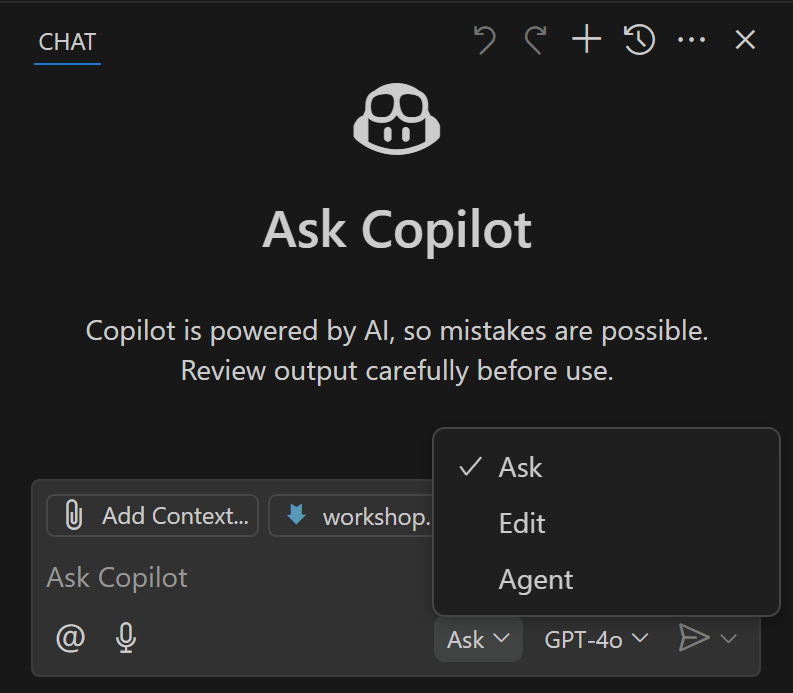 CHAT
Ask Copilot
Copilot is powered by AI, so mistakes are possible.
Review output carefully before use.
Ask
Edit
Agent
Add Context...
workshop.
Ask Copilot
@
Ask
GPT-4o